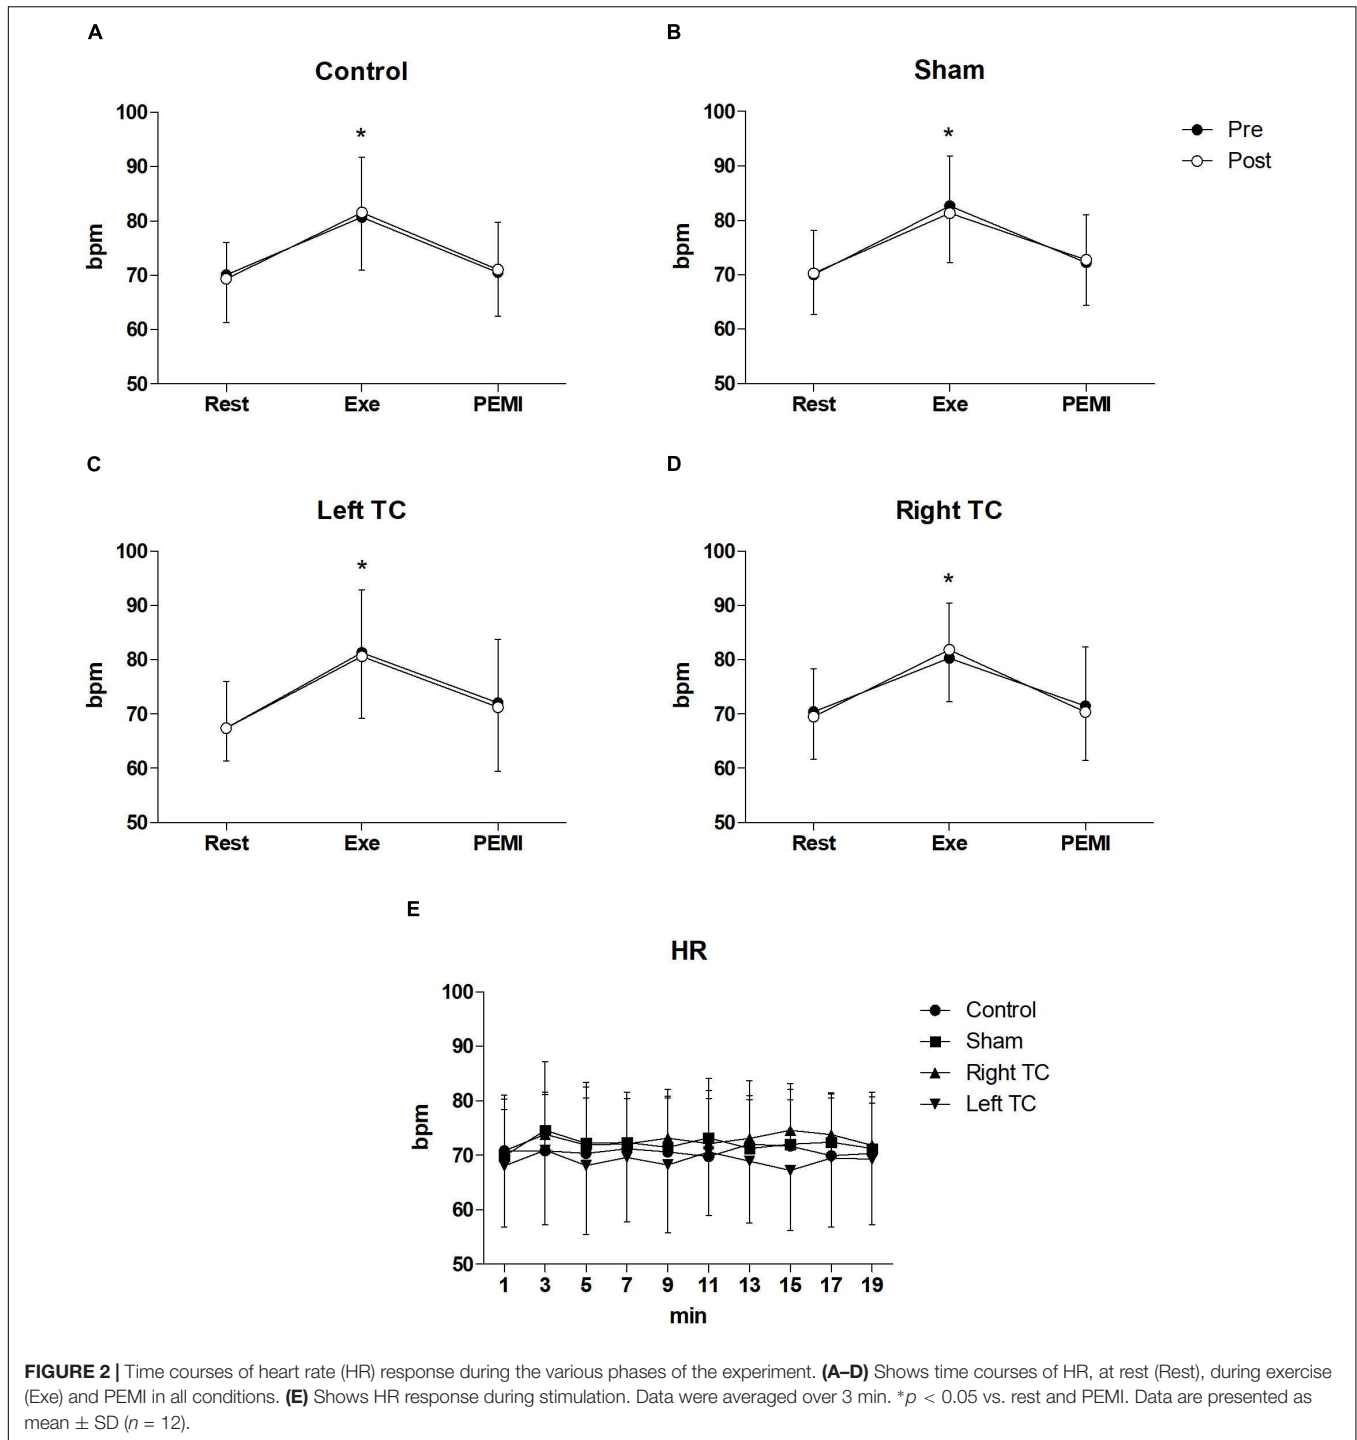 A
Control
100
90
80
70
60
50
bpm
*
Rest Exe PEMI
B
Sham
100
90
80
70
60
50
bpm
*
Rest Exe PEMI
Pre
Post
C
Left TC
100
90
80
70
60
50
bpm
*
Rest Exe PEMI
D
Right TC
100
90
80
70
60
50
bpm
*
Rest Exe PEMI
E
HR
100
90
80
70
60
50
bpm
1 3 5 7 9 11 13 15 17 19
min
Control
Sham
Right TC
Left TC
FIGURE 2 | Time courses of heart rate (HR) response during the various phases of the experiment. (A–D) Shows time courses of HR, at rest (Rest), during exercise
(Exe) and PEMI in all conditions. (E) Shows HR response during stimulation. Data were averaged over 3 min. *p < 0.05 vs. rest and PEMI. Data are presented as
mean ± SD (n = 12).